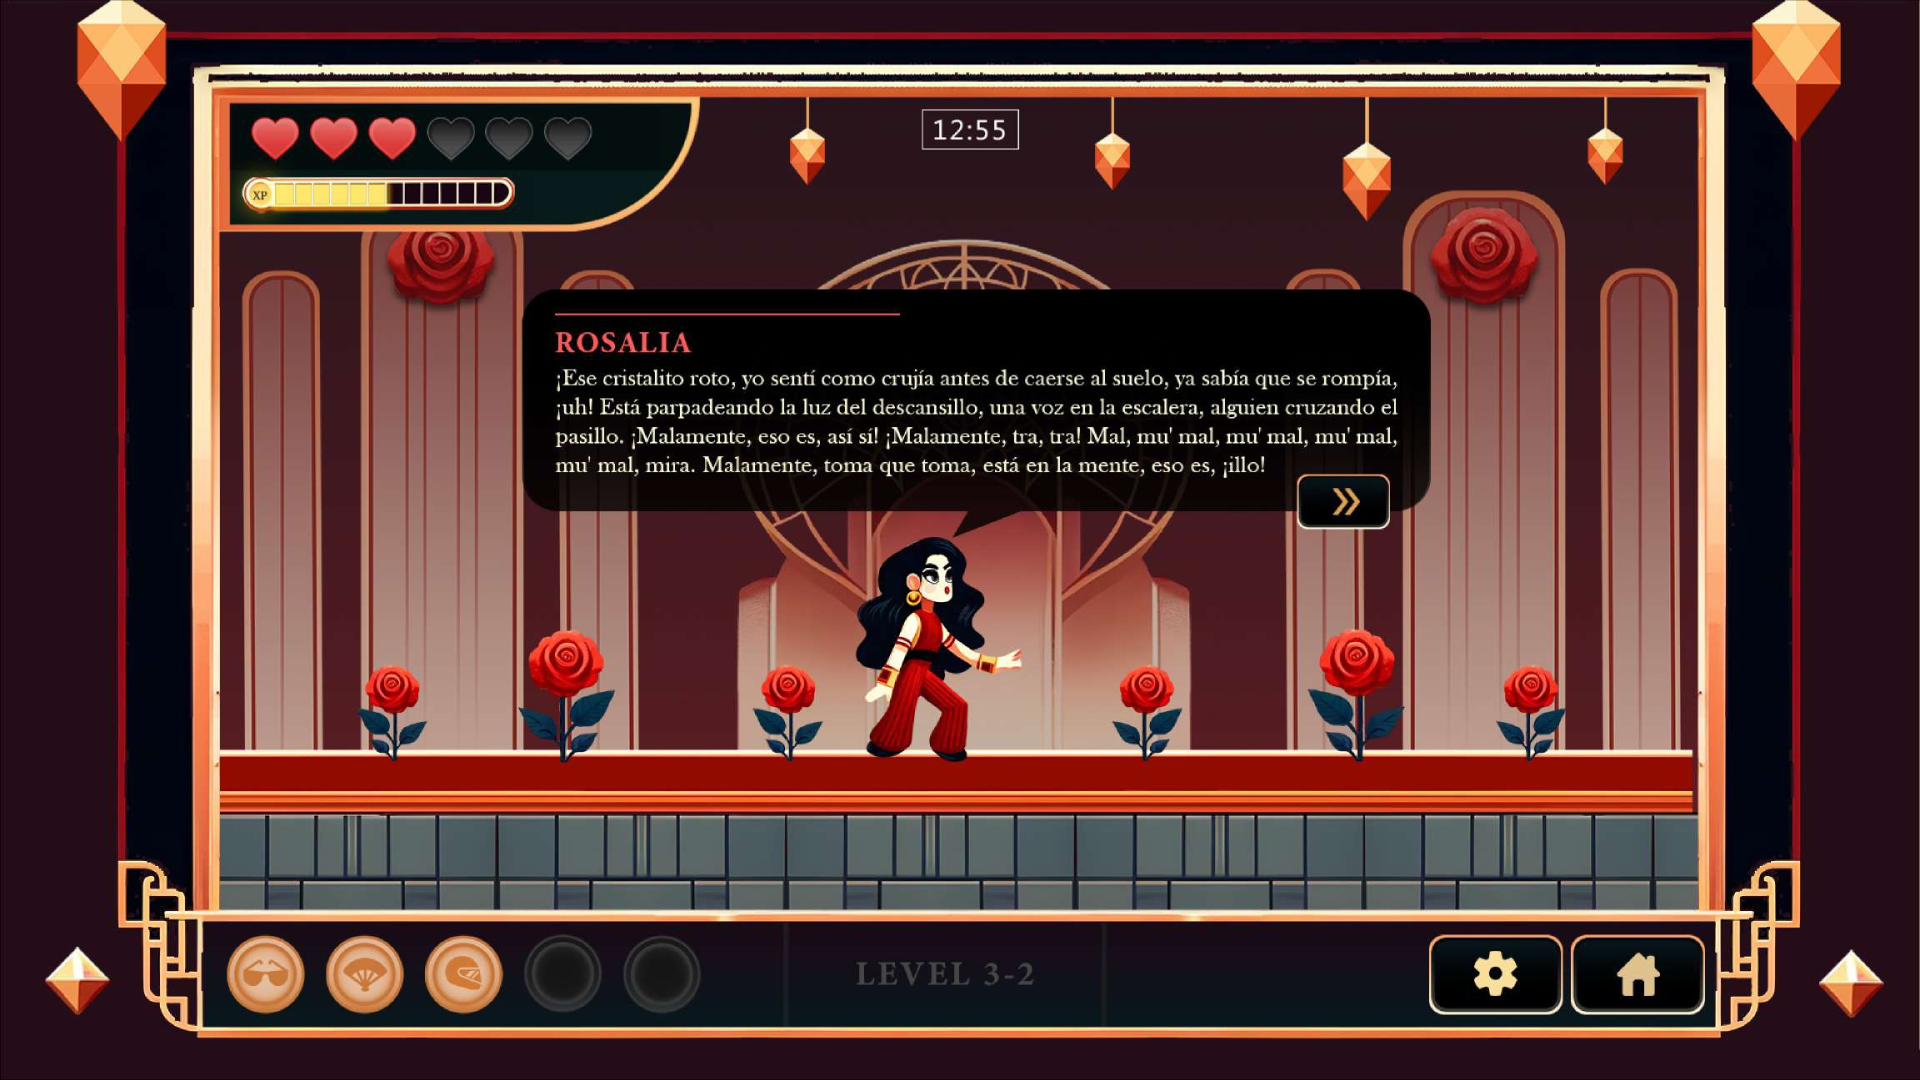 12:55
XP
ROSALIA
¡Ese cristalito roto, yo sentí como crujía antes de caerse al suelo, ya sabía que se rompía,
¡uh! Está parpadeando la luz del descansillo, una voz en la escalera, alguien cruzando el
pasillo. ¡Malamente, eso es, así sí! ¡Malamente, tra, tra! Mal, mu' mal, mu' mal, mu' mal,
mu' mal, mira. Malamente, toma que toma, está en la mente, eso es, ¡illo!
LEVEL 3-2